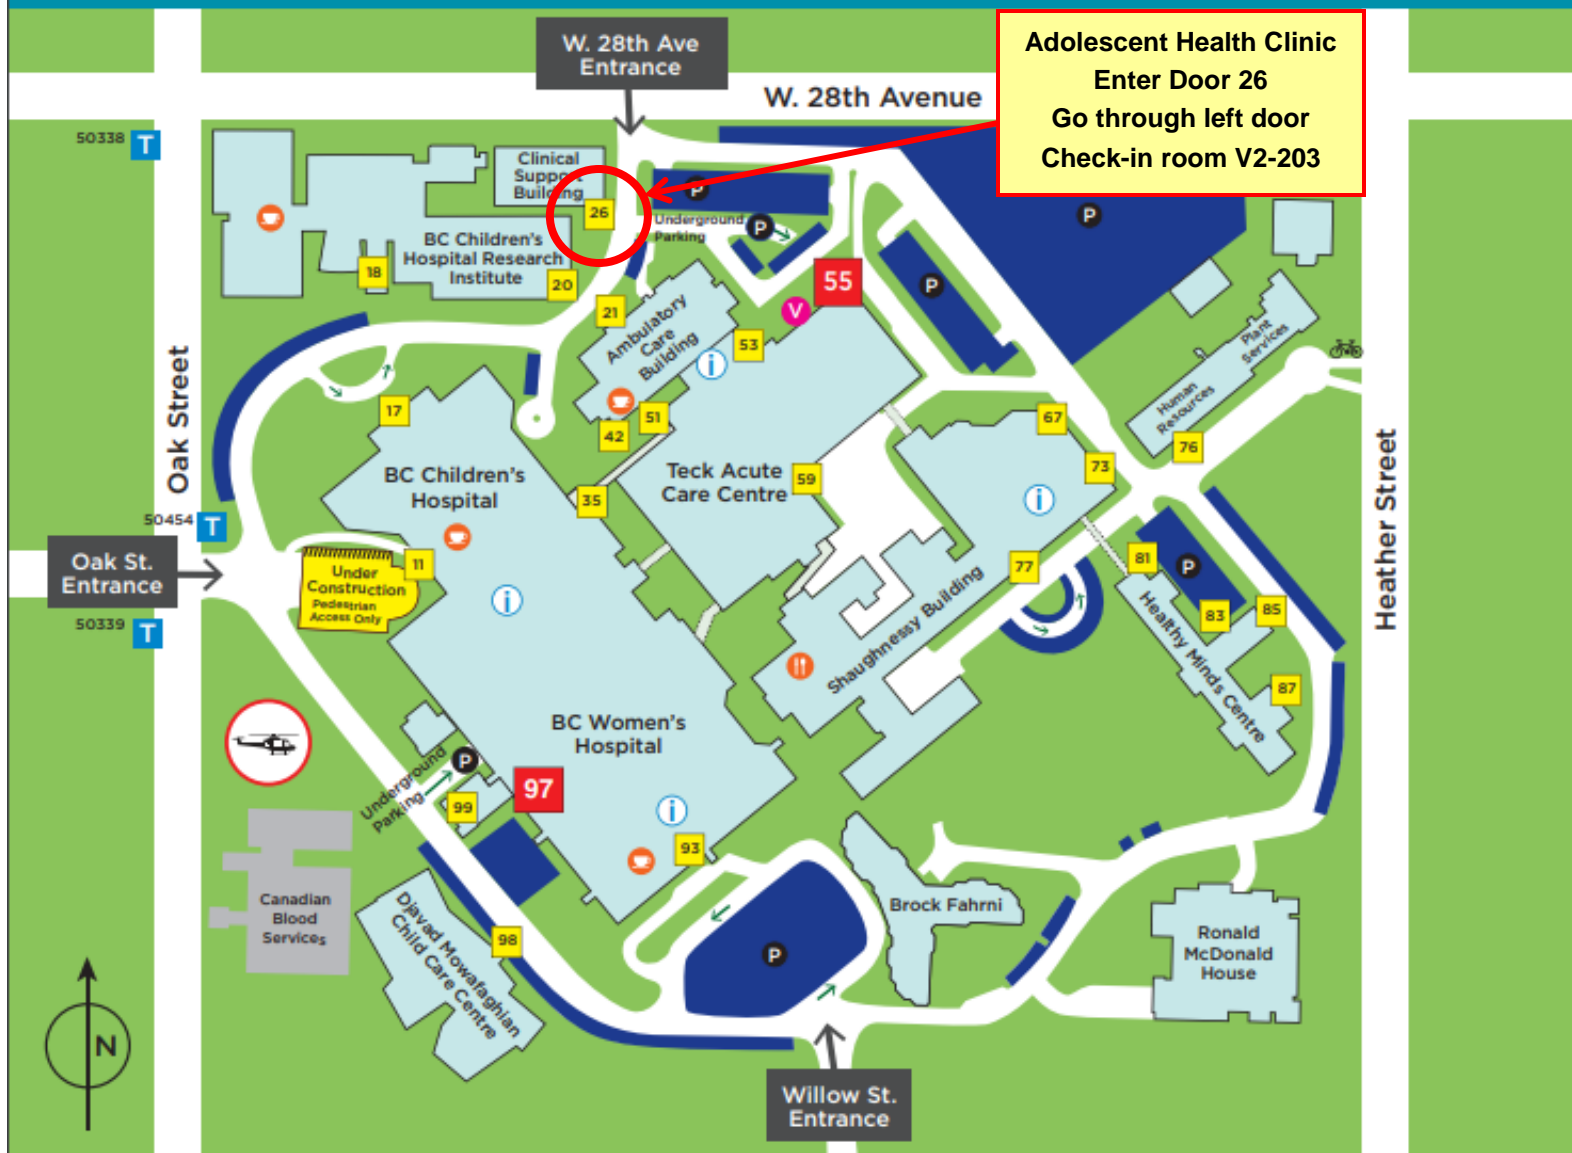 W. 28th Ave
Entrance
Adolescent Health Clinic
Enter Door 26
Go through left door
Check-in room V2-203
W. 28th Avenue
50338
T
Clinical
Support
Building
26
P
Underground
Parking
P
P
BC Children's
Hospital Research
Institute
18
20
21
55
V
P
Ambulatory
Care
Building
53
i
Plant
Services
Human
Resources
76
Oak Street
17
42
51
67
73
BC Children's
Hospital
35
Teck Acute
Care Centre
59
i
Heather Street
50454
T
Oak St.
Entrance
50339
T
Under
Construction
Pedestrian
Access Only
11
i
77
81
P
83
85
87
Shaughnessy Building
Healthy Minds Centre
BC Women's
Hospital
Underground
Parking
P
99
97
i
93
Canadian
Blood
Services
Djavad Mowafaghian
Child Care Centre
98
P
Brock Fahrni
Ronald
McDonald
House
N
Willow St.
Entrance